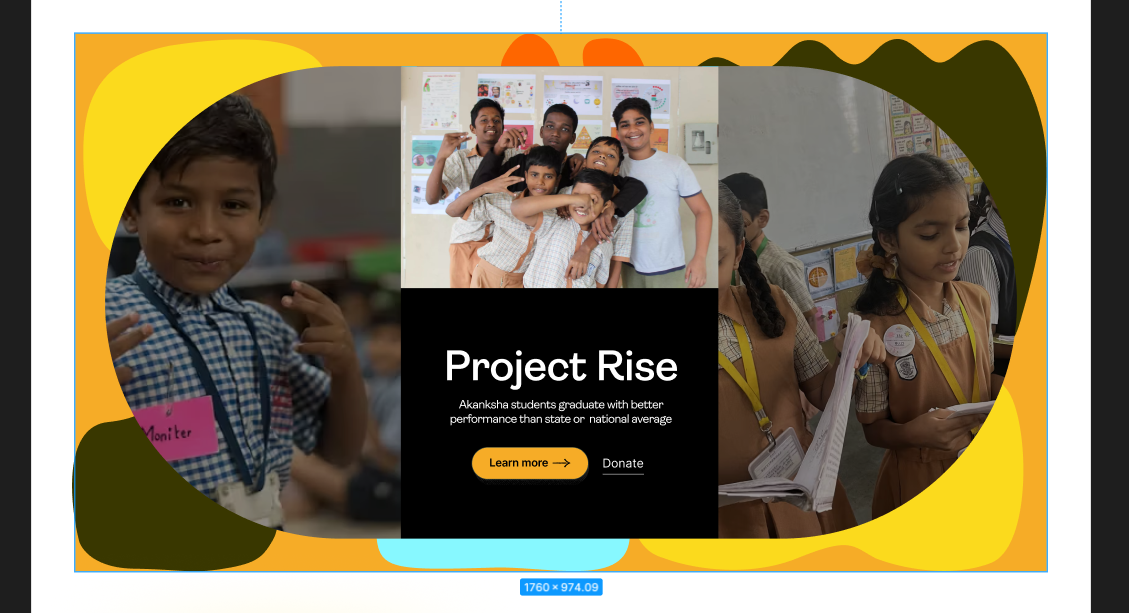 Moniter
Project Rise
Akanksha students graduate with better
performance than state or national average
Learn more →
Donate
1760 × 974.09